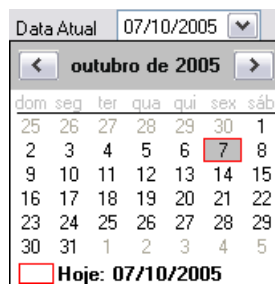 Data Atual 07/10/2005
outubro de 2005
dom seg ter qua qui sex sáb
25 26 27 28 29 30 1
2 3 4 5 6 7 8
9 10 11 12 13 14 15
16 17 18 19 20 21 22
23 24 25 26 27 28 29
30 31 1 2 3 4 5
Hoje: 07/10/2005